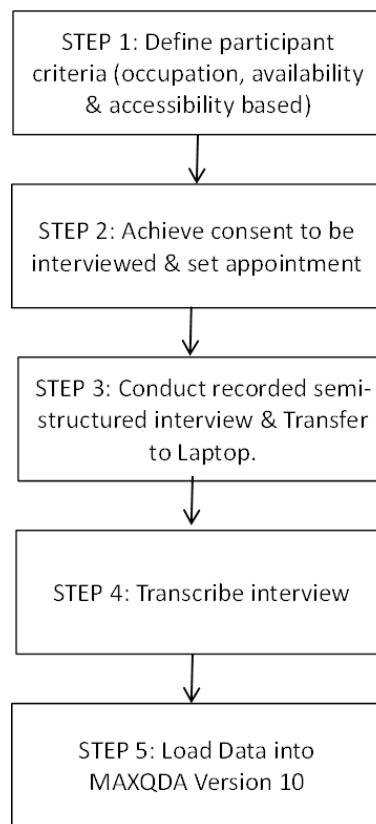 STEP 1: Define participant
criteria (occupation, availability
& accessibility based)
STEP 2: Achieve consent to be
interviewed & set appointment
STEP 3: Conduct recorded semi-
structured interview & Transfer
to Laptop.
STEP 4: Transcribe interview
STEP 5: Load Data into
MAXQDA Version 10